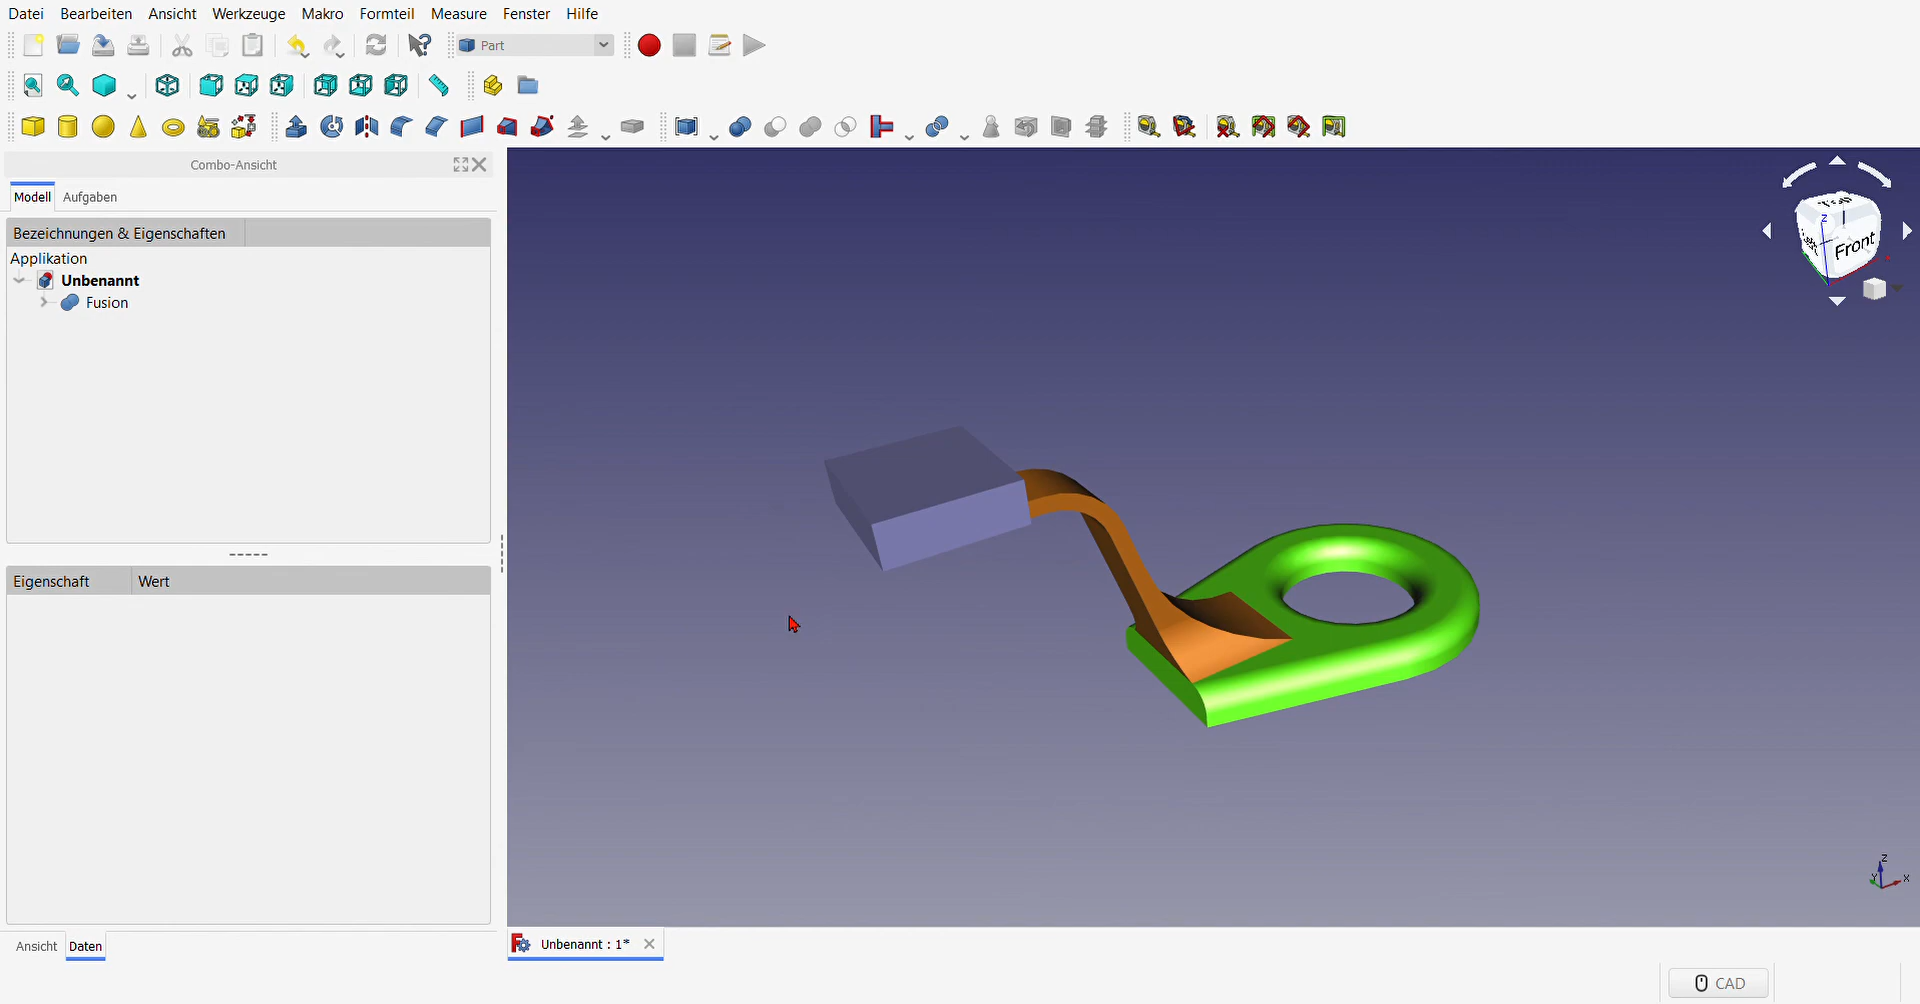 Datei Bearbeiten Ansicht Werkzeuge Makro Formteil Measure Fenster Hilfe
Part
Combo-Ansicht
Modell Aufgaben
Bezeichnungen & Eigenschaften
Applikation
Unbenannt
Fusion
Eigenschaft Wert
Ansicht Daten
Unbenannt : 1*
CAD
Top
Front
Z
Z
Y X